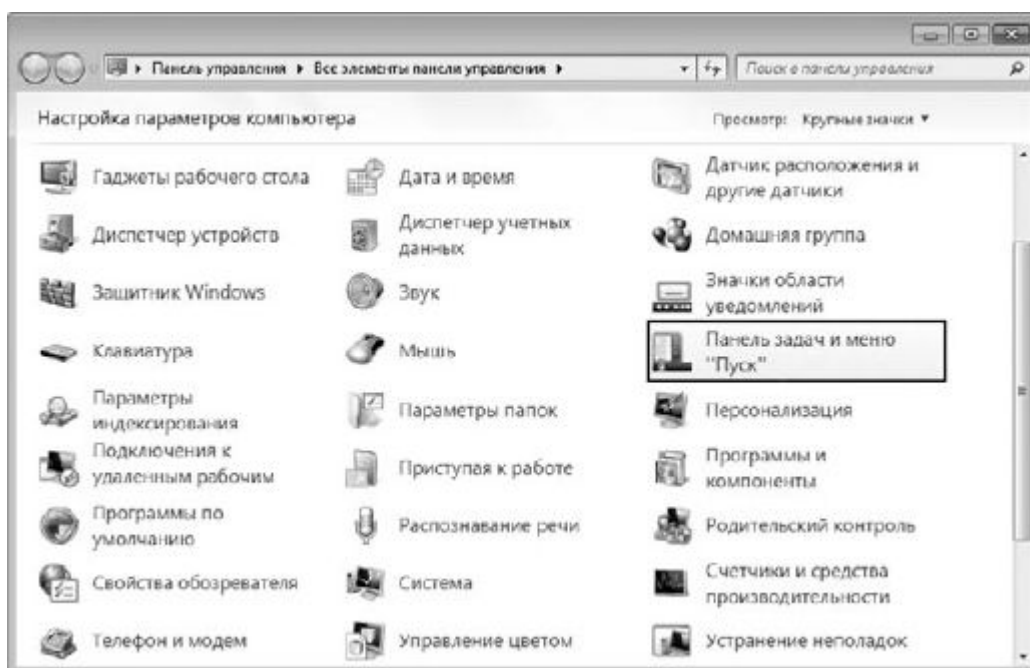 Панель управления ▸ Все элементы панели управления ▸
Поиск в панели управления
Настройка параметров компьютера
Просмотр: Крупные значки ▼
Гаджеты рабочего стола
Дата и время
Датчик расположения и
другие датчики
Диспетчер устройств
Диспетчер учетных
данных
Домашняя группа
Защитник Windows
Звук
Значки области
уведомлений
Клавиатура
Мышь
Панель задач и меню
"Пуск"
Параметры
индексирования
Параметры папок
Персонализация
Подключения к
удаленным рабочим
Приступая к работе
Программы и
компоненты
Программы по
умолчанию
Распознавание речи
Родительский контроль
Свойства обозревателя
Система
Счетчики и средства
производительности
Телефон и модем
Управление цветом
Устранение неполадок